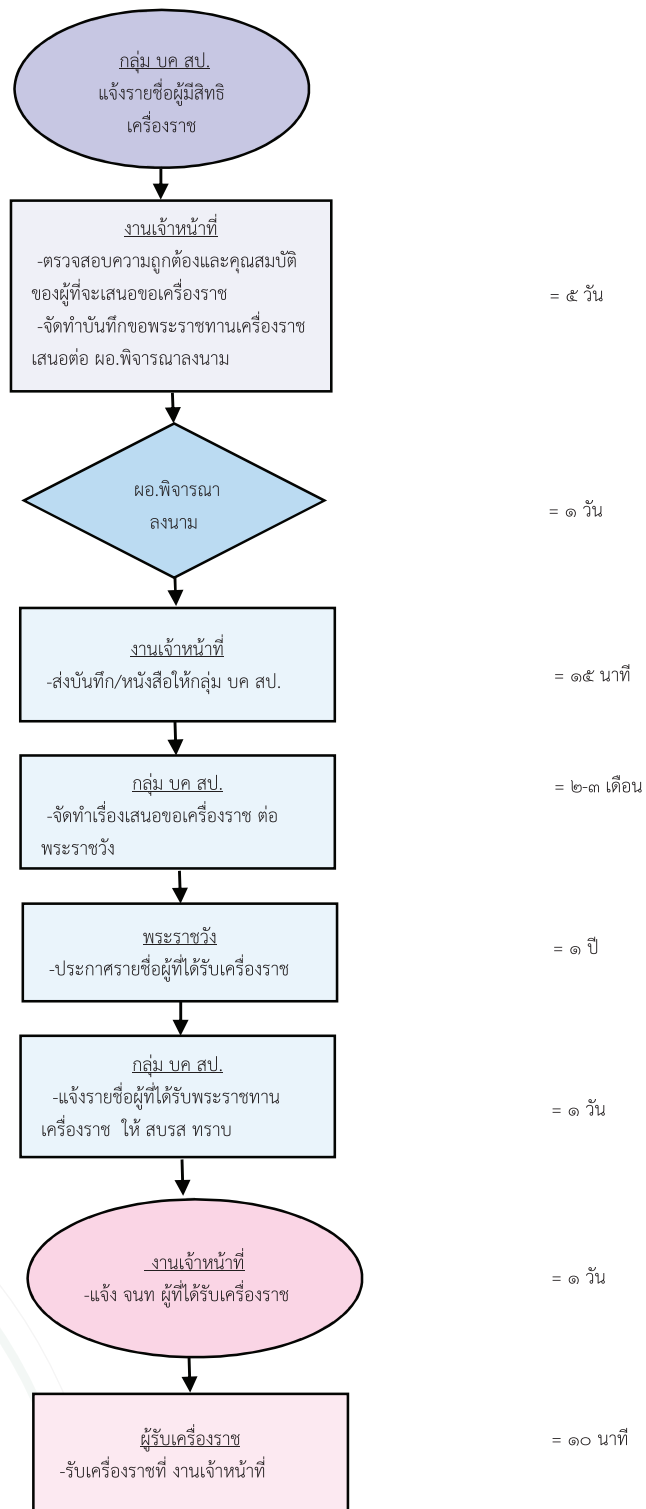 กลุ่ม บค สป.
แจ้งรายชื่อผู้มีสิทธิ
เครื่องราช
งานเจ้าหน้าที่
-ตรวจสอบความถูกต้องและคุณสมบัติ
ของผู้ที่จะเสนอขอเครื่องราช
-จัดทำบันทึกขอพระราชทานเครื่องราช
เสนอต่อ ผอ.พิจารณาลงนาม
= ๕ วัน
ผอ.พิจารณา
ลงนาม
= ๑ วัน
งานเจ้าหน้าที่
-ส่งบันทึก/หนังสือให้กลุ่ม บค สป.
= ๑๕ นาที
กลุ่ม บค สป.
-จัดทำเรื่องเสนอขอเครื่องราช ต่อ
พระราชวัง
= ๒-๓ เดือน
พระราชวัง
-ประกาศรายชื่อผู้ที่ได้รับเครื่องราช
= ๑ ปี
กลุ่ม บค สป.
-แจ้งรายชื่อผู้ที่ได้รับพระราชทาน
เครื่องราช ให้ สบรส ทราบ
= ๑ วัน
งานเจ้าหน้าที่
-แจ้ง จนท ผู้ที่ได้รับเครื่องราช
= ๑ วัน
ผู้รับเครื่องราช
-รับเครื่องราชที่ งานเจ้าหน้าที่
= ๑๐ นาที